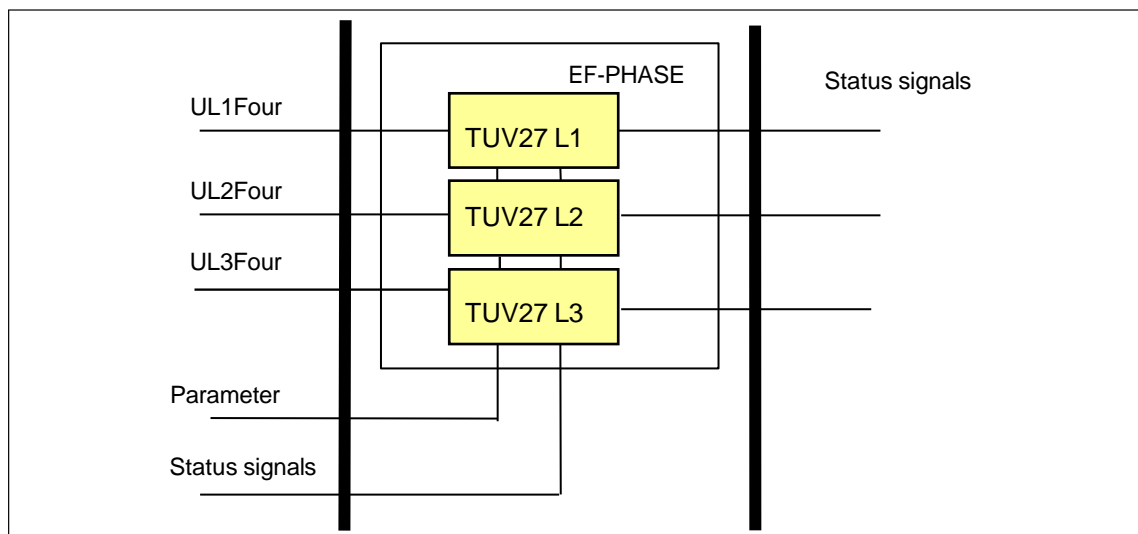 EF-PHASE
Status signals
UL1Four
TUV27 L1
UL2Four
TUV27 L2
UL3Four
TUV27 L3
Parameter
Status signals